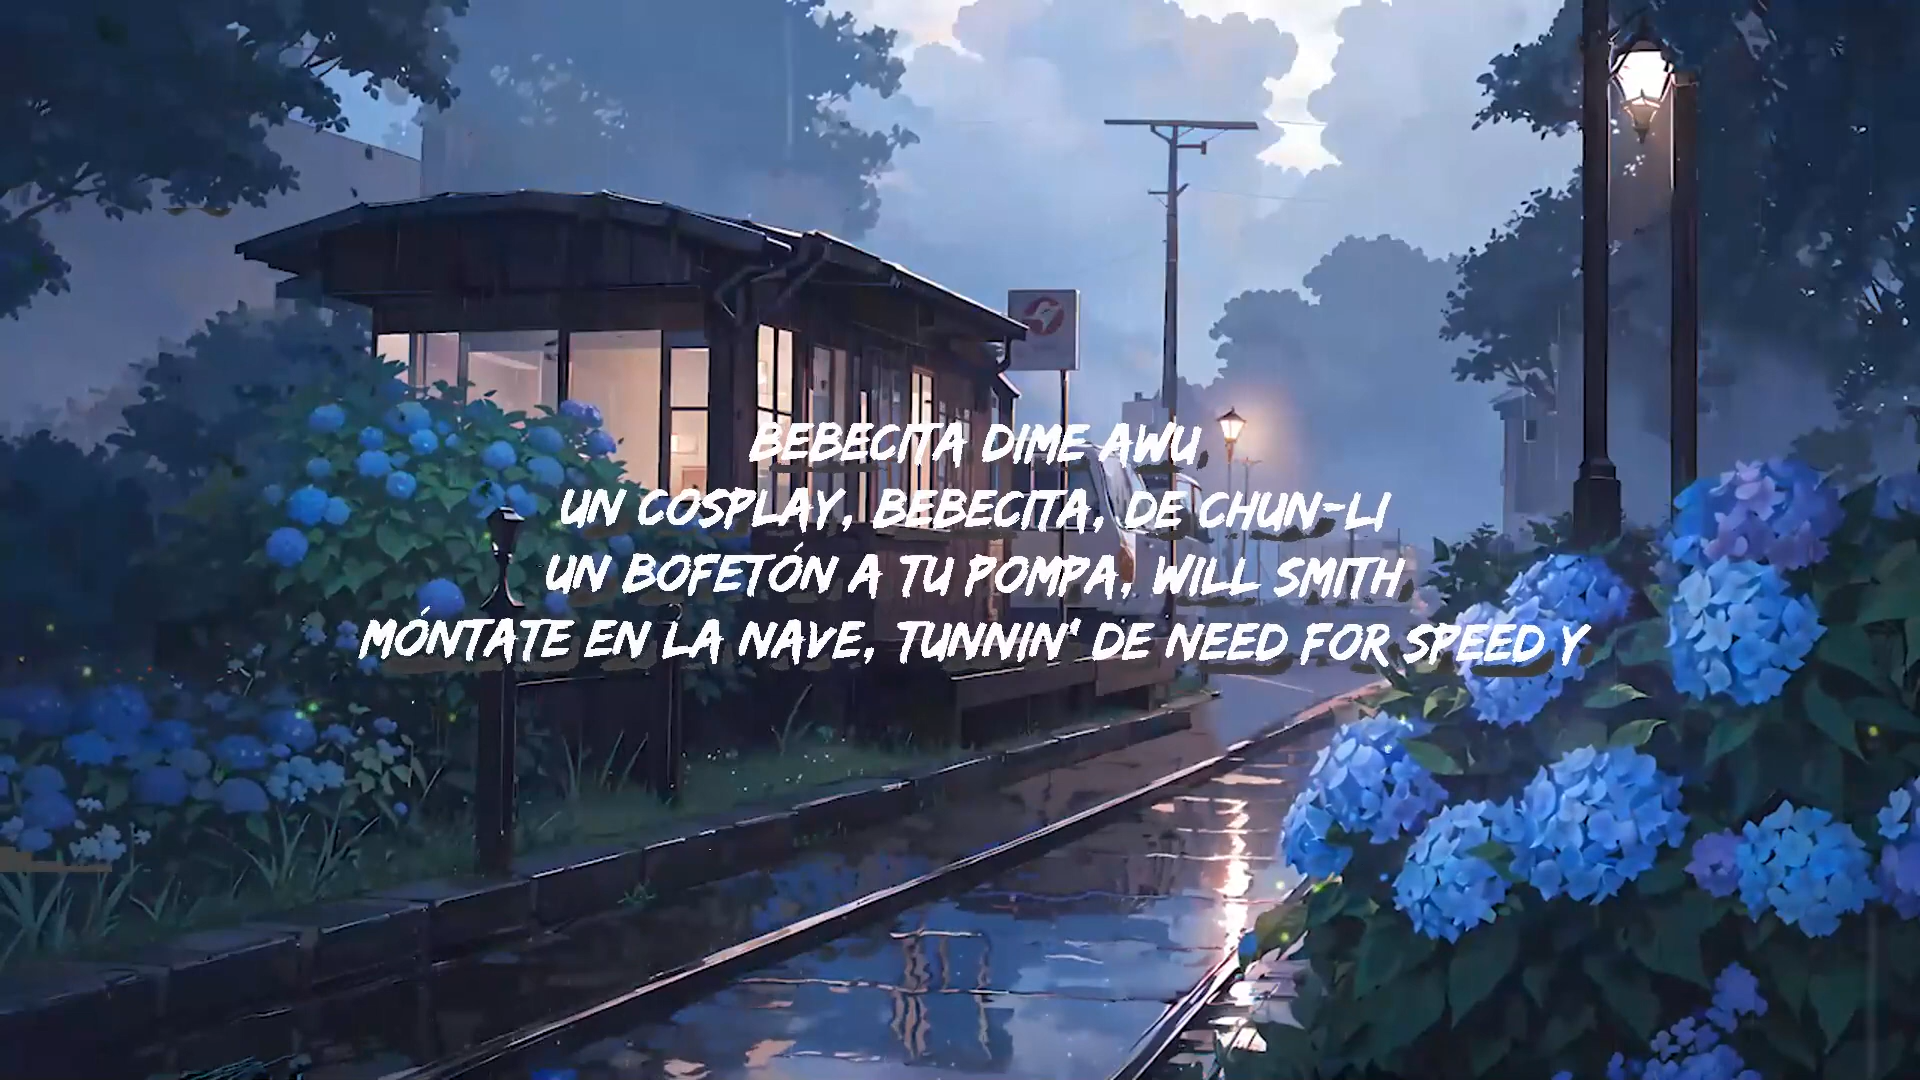 BEBECITA DIME AWU
UN COSPLAY, BEBECITA, DE CHUN-LI
UN BOFETÓN A TU POMPA, WILL SMITH
MÓNTATE EN LA NAVE, TUNNIN' DE NEED FOR SPEED Y